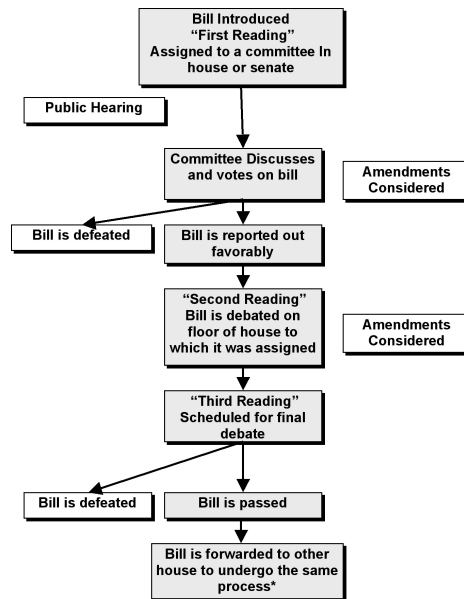 Bill Introduced
“First Reading”
Assigned to a committee In
house or senate
Public Hearing
Committee Discusses
and votes on bill
Amendments
Considered
Bill is defeated
Bill is reported out
favorably
“Second Reading”
Bill is debated on
floor of house to
which it was assigned
Amendments
Considered
“Third Reading”
Scheduled for final
debate
Bill is defeated
Bill is passed
Bill is forwarded to other
house to undergo the same
process*